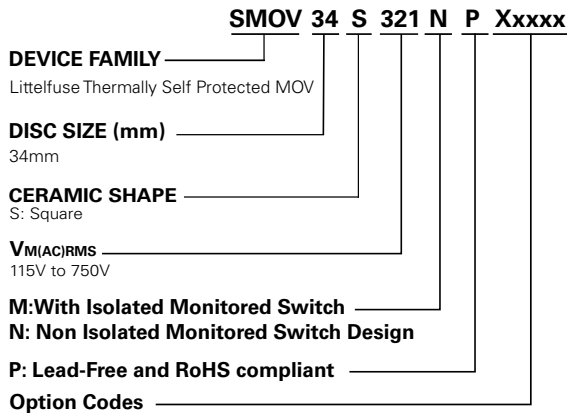 SMOV 34 S 321 N P Xxxxx
DEVICE FAMILY
Littelfuse Thermally Self Protected MOV
DISC SIZE (mm)
34mm
CERAMIC SHAPE
S: Square
VM(AC)RMS
115V to 750V
M:With Isolated Monitored Switch
N: Non Isolated Monitored Switch Design
P: Lead-Free and RoHS compliant
Option Codes